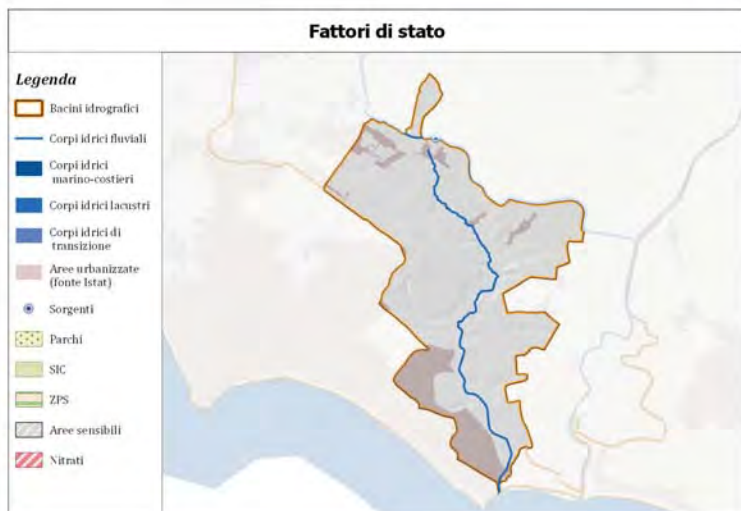 Fattori di stato
Legenda
Bacini idrografici
Corpi idrici fluviali
Corpi idrici
marino-costieri
Corpi idrici lacustri
Corpi idrici di
transizione
Aree urbanizzate
(fonte Istat)
Sorgenti
Parchi
SIC
ZPS
Aree sensibili
Nitrati